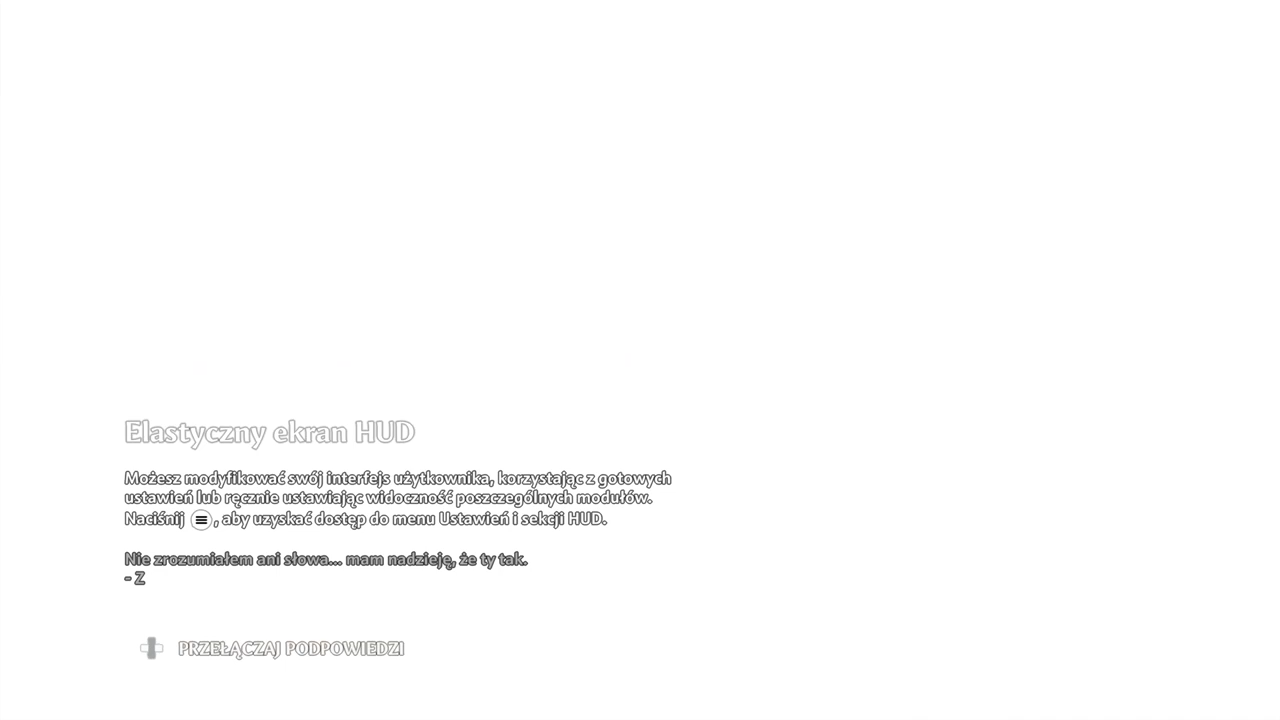 Elastyczny ekran HUD
Możesz modyfikować swój interfejs użytkownika, korzystając z gotowych
ustawień lub ręcznie ustawiając widoczność poszczególnych modułów.
Naciśnij , aby uzyskać dostęp do menu Ustawień i sekcji HUD.
Nie zrozumiałem ani słowa... mam nadzieję, że ty tak.
- Z
PRZEŁĄCZAJ PODPOWIEDZI